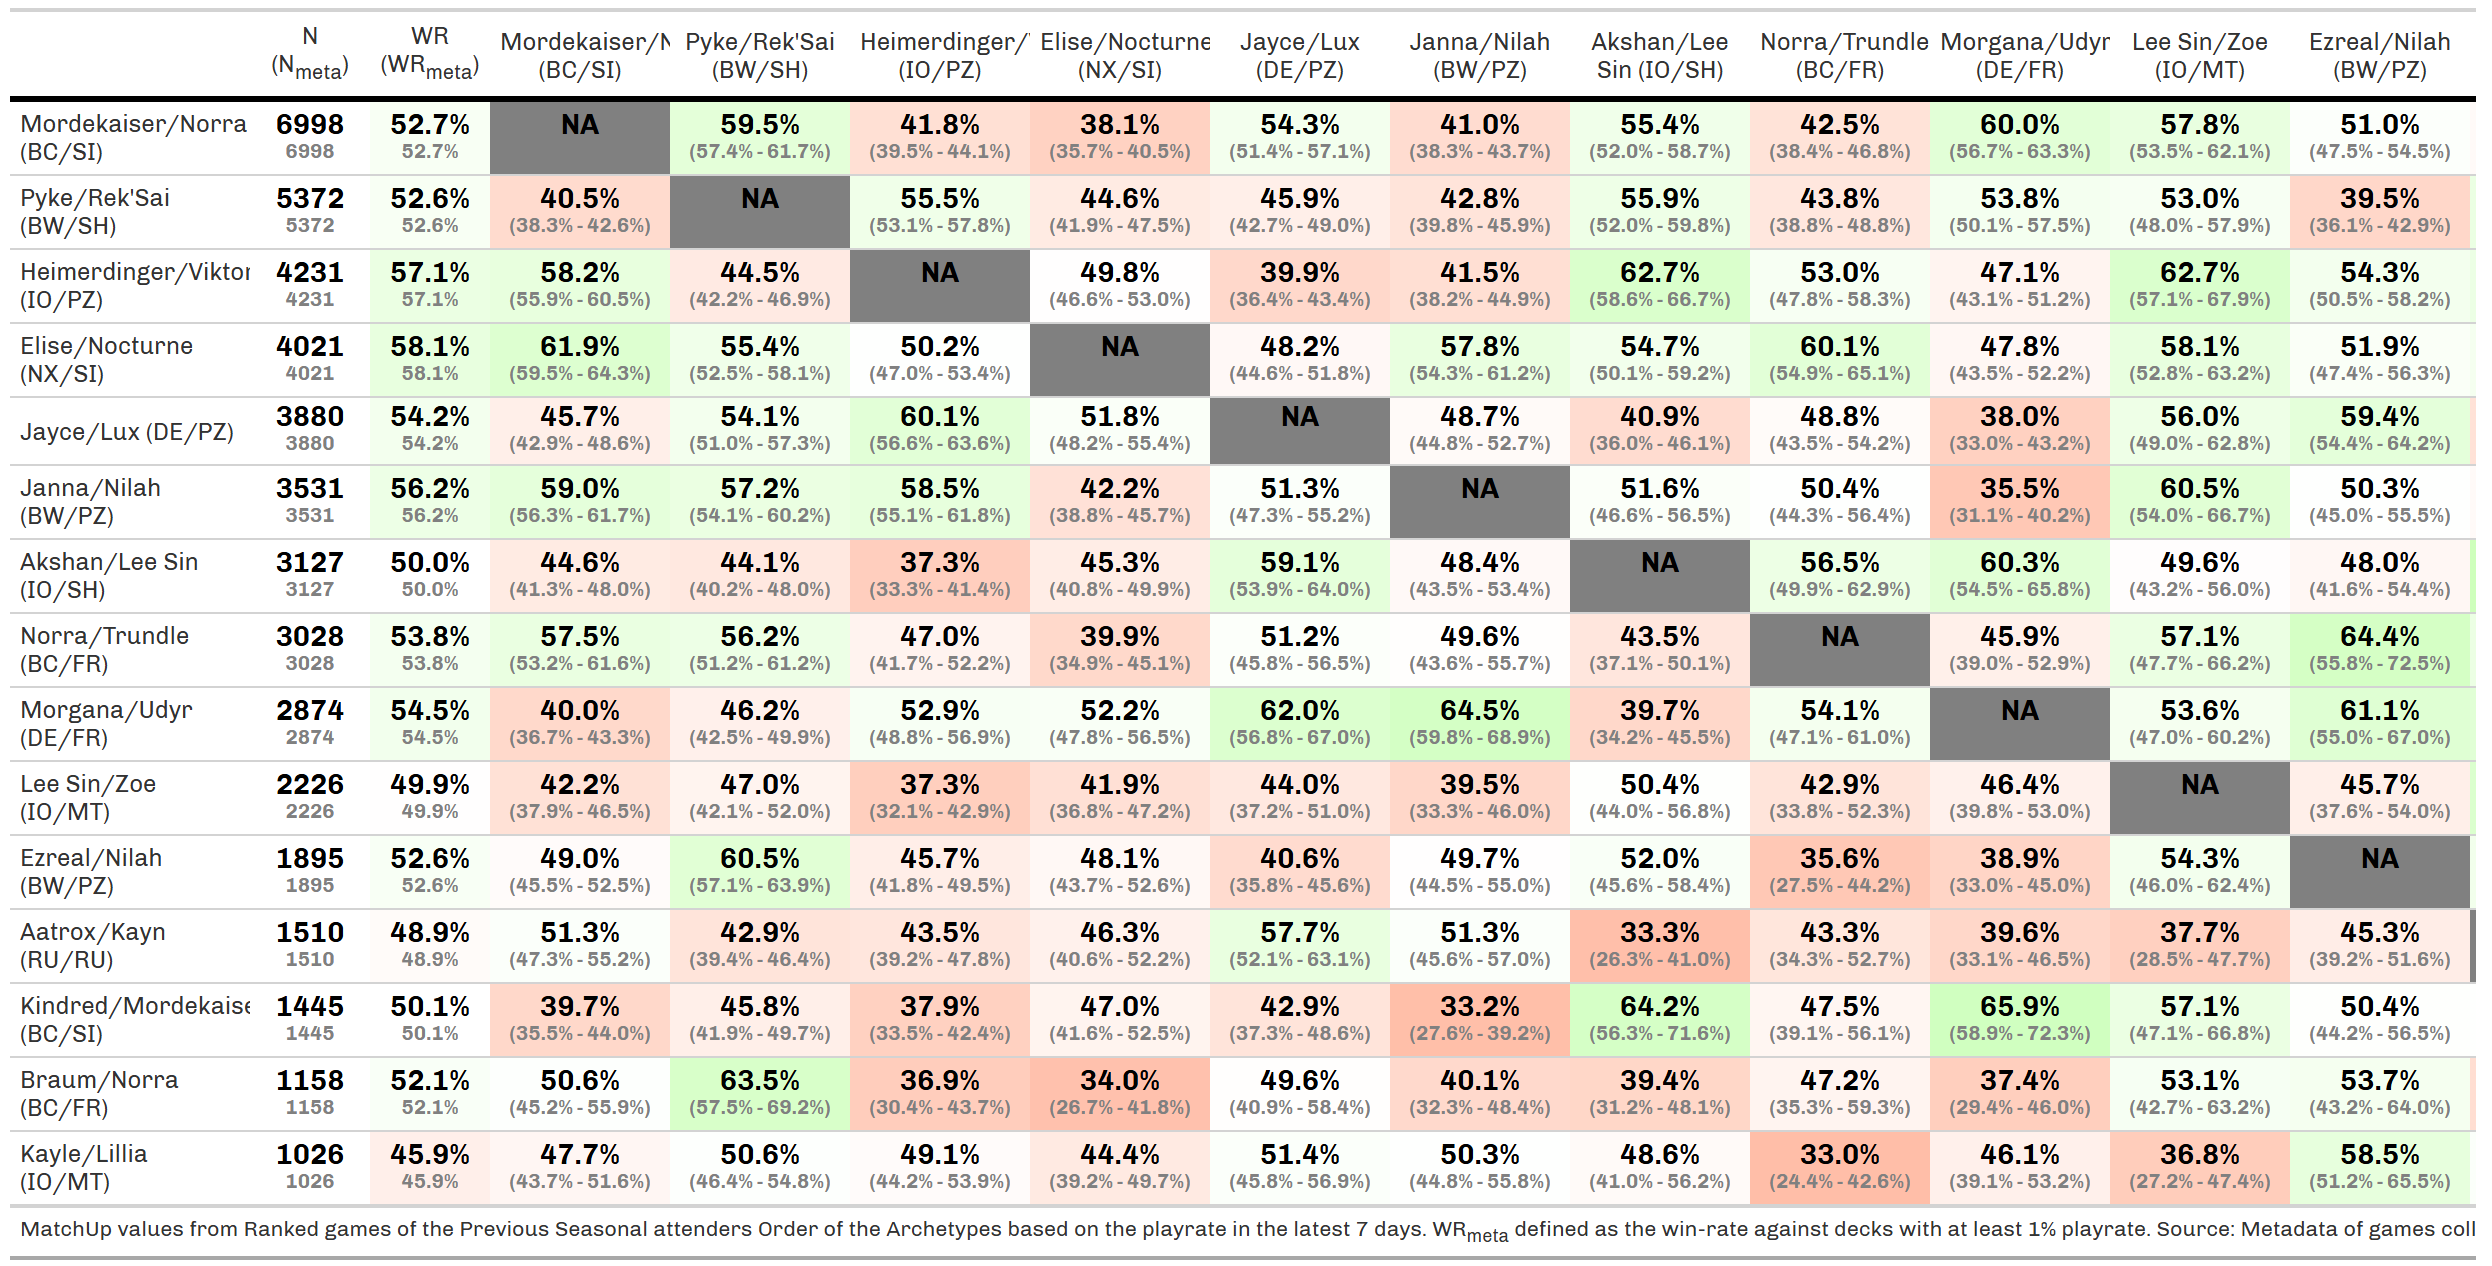 N WR Mordekaiser/N Pyke/Rek'Sai Heimerdinger/ Elise/Nocturne Jayce/Lux Janna/Nilah Akshan/Lee Norra/Trundle Morgana/Udyr Lee Sin/Zoe Ezreal/Nilah
(Nmeta) (WRmeta) (BC/SI) (BW/SH) (IO/PZ) (NX/SI) (DE/PZ) (BW/PZ) Sin (IO/SH) (BC/FR) (DE/FR) (IO/MT) (BW/PZ)
Mordekaiser/Norra 6998 52.7% NA 59.5% 41.8% 38.1% 54.3% 41.0% 55.4% 42.5% 60.0% 57.8% 51.0%
(BC/SI) 6998 52.7% (57.4% - 61.7%) (39.5% - 44.1%) (35.7% - 40.5%) (51.4% - 57.1%) (38.3% - 43.7%) (52.0% - 58.7%) (38.4% - 46.8%) (56.7% - 63.3%) (53.5% - 62.1%) (47.5% - 54.5%)
Pyke/Rek'Sai 5372 52.6% 40.5% NA 55.5% 44.6% 45.9% 42.8% 55.9% 43.8% 53.8% 53.0% 39.5%
(BW/SH) 5372 52.6% (38.3% - 42.6%) (53.1% - 57.8%) (41.9% - 47.5%) (42.7% - 49.0%) (39.8% - 45.9%) (52.0% - 59.8%) (38.8% - 48.8%) (50.1% - 57.5%) (48.0% - 57.9%) (36.1% - 42.9%)
Heimerdinger/Viktor 4231 57.1% 58.2% 44.5% NA 49.8% 39.9% 41.5% 62.7% 53.0% 47.1% 62.7% 54.3%
(IO/PZ) 4231 57.1% (55.9% - 60.5%) (42.2% - 46.9%) (46.6% - 53.0%) (36.4% - 43.4%) (38.2% - 44.9%) (58.6% - 66.7%) (47.8% - 58.3%) (43.1% - 51.2%) (57.1% - 67.9%) (50.5% - 58.2%)
Elise/Nocturne 4021 58.1% 61.9% 55.4% 50.2% NA 48.2% 57.8% 54.7% 60.1% 47.8% 58.1% 51.9%
(NX/SI) 4021 58.1% (59.5% - 64.3%) (52.5% - 58.1%) (47.0% - 53.4%) (44.6% - 51.8%) (54.3% - 61.2%) (50.1% - 59.2%) (54.9% - 65.1%) (43.5% - 52.2%) (52.8% - 63.2%) (47.4% - 56.3%)
Jayce/Lux (DE/PZ) 3880 54.2% 45.7% 54.1% 60.1% 51.8% NA 48.7% 40.9% 48.8% 38.0% 56.0% 59.4%
3880 54.2% (42.9% - 48.6%) (51.0% - 57.3%) (56.6% - 63.6%) (48.2% - 55.4%) (44.8% - 52.7%) (36.0% - 46.1%) (43.5% - 54.2%) (33.0% - 43.2%) (49.0% - 62.8%) (54.4% - 64.2%)
Janna/Nilah 3531 56.2% 59.0% 57.2% 58.5% 42.2% 51.3% NA 51.6% 50.4% 35.5% 60.5% 50.3%
(BW/PZ) 3531 56.2% (56.3% - 61.7%) (54.1% - 60.2%) (55.1% - 61.8%) (38.8% - 45.7%) (47.3% - 55.2%) (46.6% - 56.5%) (44.3% - 56.4%) (31.1% - 40.2%) (54.0% - 66.7%) (45.0% - 55.5%)
Akshan/Lee Sin 3127 50.0% 44.6% 44.1% 37.3% 45.3% 59.1% 48.4% NA 56.5% 60.3% 49.6% 48.0%
(IO/SH) 3127 50.0% (41.3% - 48.0%) (40.2% - 48.0%) (33.3% - 41.4%) (40.8% - 49.9%) (53.9% - 64.0%) (43.5% - 53.4%) (49.9% - 62.9%) (54.5% - 65.8%) (43.2% - 56.0%) (41.6% - 54.4%)
Norra/Trundle 3028 53.8% 57.5% 56.2% 47.0% 39.9% 51.2% 49.6% 43.5% NA 45.9% 57.1% 64.4%
(BC/FR) 3028 53.8% (53.2% - 61.6%) (51.2% - 61.2%) (41.7% - 52.2%) (34.9% - 45.1%) (45.8% - 56.5%) (43.6% - 55.7%) (37.1% - 50.1%) (39.0% - 52.9%) (47.7% - 66.2%) (55.8% - 72.5%)
Morgana/Udyr 2874 54.5% 40.0% 46.2% 52.9% 52.2% 62.0% 64.5% 39.7% 54.1% NA 53.6% 61.1%
(DE/FR) 2874 54.5% (36.7% - 43.3%) (42.5% - 49.9%) (48.8% - 56.9%) (47.8% - 56.5%) (56.8% - 67.0%) (59.8% - 68.9%) (34.2% - 45.5%) (47.1% - 61.0%) (47.0% - 60.2%) (55.0% - 67.0%)
Lee Sin/Zoe 2226 49.9% 42.2% 47.0% 37.3% 41.9% 44.0% 39.5% 50.4% 42.9% 46.4% NA 45.7%
(IO/MT) 2226 49.9% (37.9% - 46.5%) (42.1% - 52.0%) (32.1% - 42.9%) (36.8% - 47.2%) (37.2% - 51.0%) (33.3% - 46.0%) (44.0% - 56.8%) (33.8% - 52.3%) (39.8% - 53.0%) (37.6% - 54.0%)
Ezreal/Nilah 1895 52.6% 49.0% 60.5% 45.7% 48.1% 40.6% 49.7% 52.0% 35.6% 38.9% 54.3% NA
(BW/PZ) 1895 52.6% (45.5% - 52.5%) (57.1% - 63.9%) (41.8% - 49.5%) (43.7% - 52.6%) (35.8% - 45.6%) (44.5% - 55.0%) (45.6% - 58.4%) (27.5% - 44.2%) (33.0% - 45.0%) (46.0% - 62.4%)
Aatrox/Kayn 1510 48.9% 51.3% 42.9% 43.5% 46.3% 57.7% 51.3% 33.3% 43.3% 39.6% 37.7% 45.3%
(RU/RU) 1510 48.9% (47.3% - 55.2%) (39.4% - 46.4%) (39.2% - 47.8%) (40.6% - 52.2%) (52.1% - 63.1%) (45.6% - 57.0%) (26.3% - 41.0%) (34.3% - 52.7%) (33.1% - 46.5%) (28.5% - 47.7%) (39.2% - 51.6%)
Kindred/Mordekaise 1445 50.1% 39.7% 45.8% 37.9% 47.0% 42.9% 33.2% 64.2% 47.5% 65.9% 57.1% 50.4%
(BC/SI) 1445 50.1% (35.5% - 44.0%) (41.9% - 49.7%) (33.5% - 42.4%) (41.6% - 52.5%) (37.3% - 48.6%) (27.6% - 39.2%) (56.3% - 71.6%) (39.1% - 56.1%) (58.9% - 72.3%) (47.1% - 66.8%) (44.2% - 56.5%)
Braum/Norra 1158 52.1% 50.6% 63.5% 36.9% 34.0% 49.6% 40.1% 39.4% 47.2% 37.4% 53.1% 53.7%
(BC/FR) 1158 52.1% (45.2% - 55.9%) (57.5% - 69.2%) (30.4% - 43.7%) (26.7% - 41.8%) (40.9% - 58.4%) (32.3% - 48.4%) (31.2% - 48.1%) (35.3% - 59.3%) (29.4% - 46.0%) (42.7% - 63.2%) (43.2% - 64.0%)
Kayle/Lillia 1026 45.9% 47.7% 50.6% 49.1% 44.4% 51.4% 50.3% 48.6% 33.0% 46.1% 36.8% 58.5%
(IO/MT) 1026 45.9% (43.7% - 51.6%) (46.4% - 54.8%) (44.2% - 53.9%) (39.2% - 49.7%) (45.8% - 56.9%) (44.8% - 55.8%) (41.0% - 56.2%) (24.4% - 42.6%) (39.1% - 53.2%) (27.2% - 47.4%) (51.2% - 65.5%)
MatchUp values from Ranked games of the Previous Seasonal attenders Order of the Archetypes based on the playrate in the latest 7 days. WRmeta defined as the win-rate against decks with at least 1% playrate. Source: Metadata of games coll